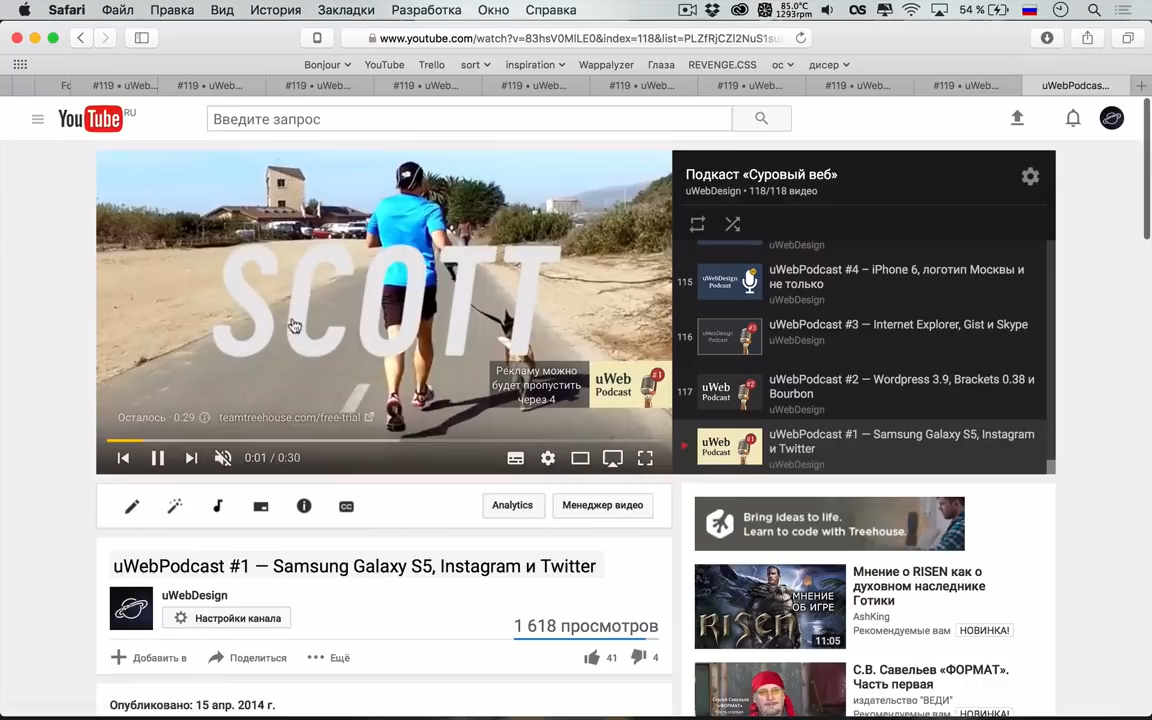 Safari Файл Правка Вид История Закладки Разработка Окно Справка 85.0°C 1293rpm 54 %
www.youtube.com/watch?v=83hsV0MILE0&index=118&list=PLZfRjCZl2NuS1su
Bonjour YouTube Trello sort inspiration Wappalyzer Глаза REVENGE.CSS ос дисер
#119 • uWeb... #119 • uWeb... #119 • uWeb... #119 • uWeb... #119 • uWeb... #119 • uWeb... #119 • uWeb... #119 • uWeb... #119 • uWeb... uWebPodcas...
YouTube RU
Введите запрос
SCOTT
Рекламу можно
будет пропустить
через 4
uWeb
Podcast
#1
Осталось · 0:29 teamtreehouse.com/free-trial
0:01 / 0:30
Подкаст «Суровый веб»
uWebDesign • 118/118 видео
uWebDesign
115 uWebPodcast #4 – iPhone 6, логотип Москвы и
не только
uWebDesign
116 uWebPodcast #3 — Internet Explorer, Gist и Skype
uWebDesign
117 uWebPodcast #2 — Wordpress 3.9, Brackets 0.38 и
Bourbon
uWebDesign
uWebPodcast #1 — Samsung Galaxy S5, Instagram
и Twitter
uWebDesign
Analytics Менеджер видео
uWebPodcast #1 — Samsung Galaxy S5, Instagram и Twitter
uWebDesign
Настройки канала
1 618 просмотров
Добавить в Поделиться Ещё 41 4
Опубликовано: 15 апр. 2014 г.
Bring ideas to life.
Learn to code with Treehouse.
МНЕНИЕ
ОБ ИГРЕ
RISEN
11:05
Мнение о RISEN как о
духовном наследнике
Готики
AshKing
Рекомендуемые вам НОВИНКА!
С.В. Савельев «ФОРМАТ».
Часть первая
издательство "ВЕДИ"
Рекомендуемые вам НОВИНКА!